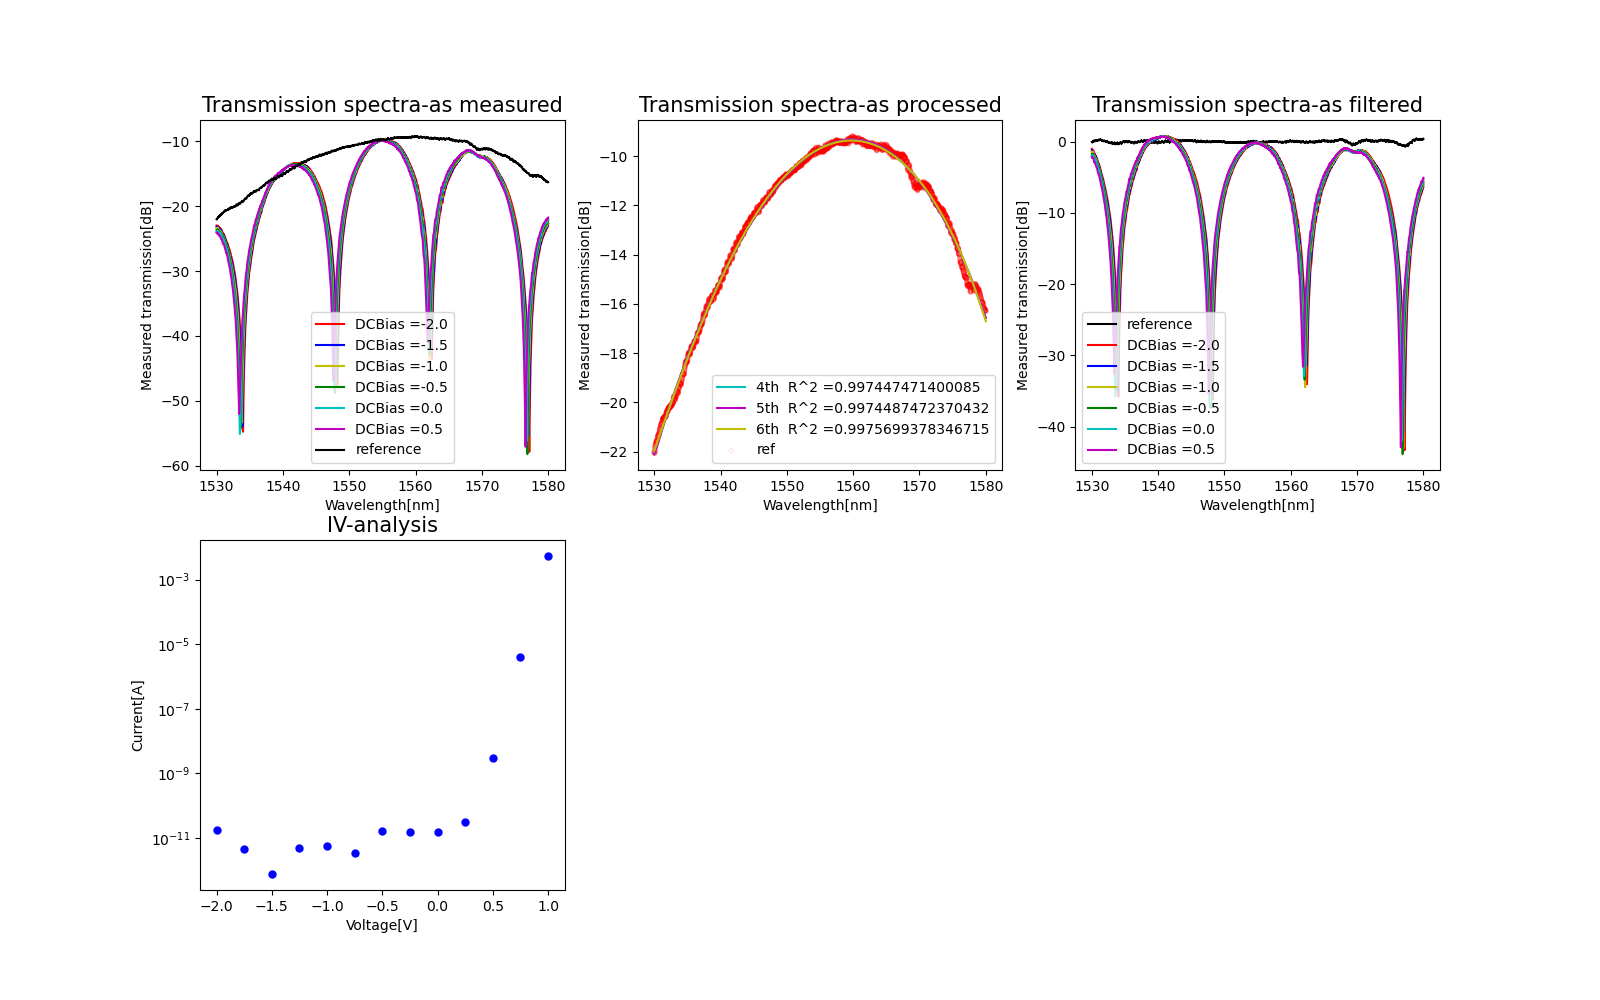 Transmission spectra-as measured
Measured transmission[dB]
−10
−20
−30
−40
−50
−60
DCBias =-2.0
DCBias =-1.5
DCBias =-1.0
DCBias =-0.5
DCBias =0.0
DCBias =0.5
reference
1530 1540 1550 1560 1570 1580
Wavelength[nm]
Transmission spectra-as processed
Measured transmission[dB]
−10
−12
−14
−16
−18
−20
−22
4th R^2 =0.997447471400085
5th R^2 =0.9974487472370432
6th R^2 =0.9975699378346715
ref
1530 1540 1550 1560 1570 1580
Wavelength[nm]
Transmission spectra-as filtered
Measured transmission[dB]
0
−10
−20
−30
−40
reference
DCBias =-2.0
DCBias =-1.5
DCBias =-1.0
DCBias =-0.5
DCBias =0.0
DCBias =0.5
1530 1540 1550 1560 1570 1580
Wavelength[nm]
IV-analysis
Current[A]
10⁻³
10⁻⁵
10⁻⁷
10⁻⁹
10⁻¹¹
−2.0 −1.5 −1.0 −0.5 0.0 0.5 1.0
Voltage[V]